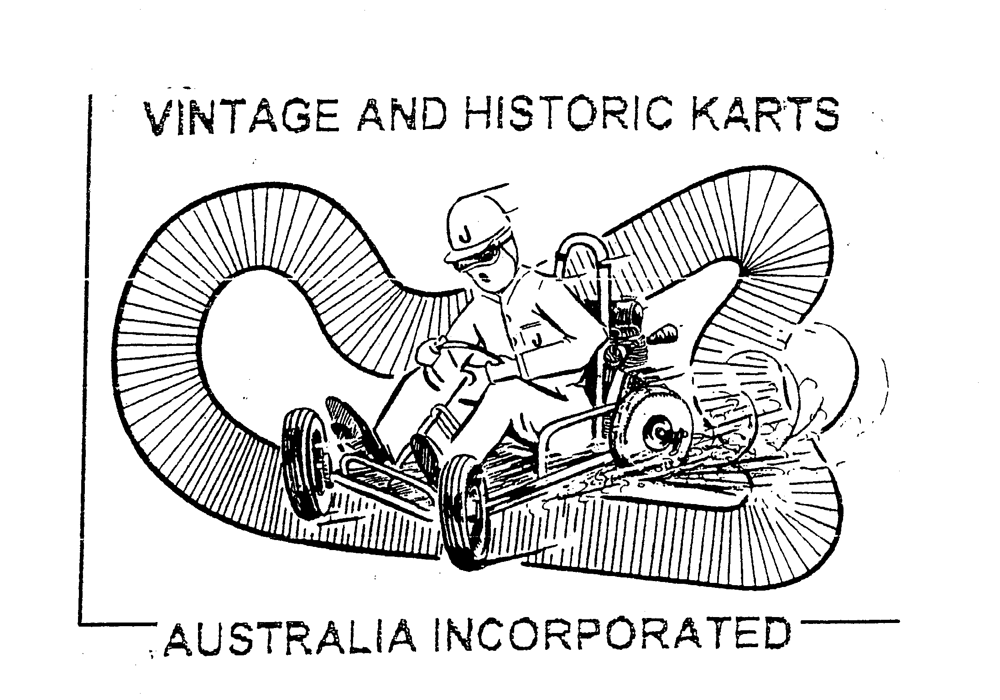 VINTAGE AND HISTORIC KARTS
J
J
AUSTRALIA INCORPORATED